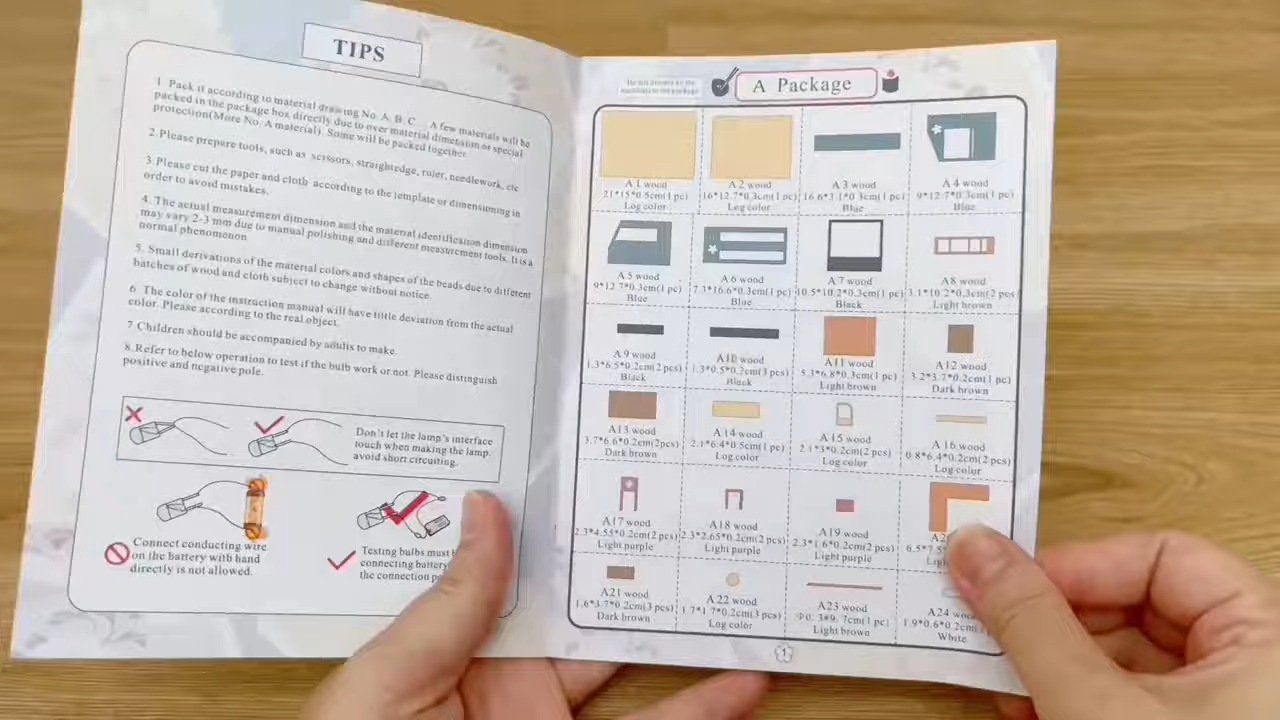 TIPS
1 Pack it according to material drawing No. A, B, C... A few materials will be
packed in the package box directly due to over material dimension or special
protection(More No. A material). Some will be packed together.
2.Please prepare tools, such as scissors, straightedge, ruler, needlework, etc
3.Please cut the paper and cloth according to the template or dimensioning in
order to avoid mistakes.
4. The actual measurement dimension and the material identification dimension
may vary 2-3 mm due to manual polishing and different measurement tools. It is a
normal phenomenon
5. Small derivations of the material colors and shapes of the beads due to different
batches of wood and cloth subject to change without notice.
6 The color of the instruction manual will have little deviation from the actual
color. Please according to the real object.
7 Children should be accompanied by adults to make.
8.Refer to below operation to test if the bulb work or not. Please distinguish
positive and negative pole.
Don't let the lamp's interface
touch when making the lamp.
avoid short circuiting.
Connect conducting wire
on the battery with hand
directly is not allowed.
Testing bulbs must
connecting battery
the connection
A Package
A 1 wood
21*15*0.5cm(1 pc)
Log color
A 2 wood
16*12.7*0.3cm(1 pc)
Log color
A 3 wood
16.6*3.1*0.3cm(1 pc)
Blue
A 4 wood
9*12.7*0.3cm(1 pc)
Blue
A 5 wood
9*12.7*0.3cm(1 pc)
Blue
A 6 wood
7.3*16.6*0.3cm(1 pc)
Blue
A 7 wood
10.5*10.2*0.3cm(1 pc)
Black
A8 wood
3.1*10.2*0.3cm(2 pcs)
Light brown
A 9 wood
1.3*6.5*0.2cm(2 pcs)
Black
A10 wood
1.3*0.5*0.2cm(3 pcs)
Black
A11 wood
5.3*6.8*0.3cm(1 pc)
Light brown
A12 wood
3.2*3.7*0.2cm(1 pc)
Dark brown
A13 wood
3.7*6.6*0.2cm(2pcs)
Dark brown
A 14 wood
2.1*6.4*0.5cm(1 pc)
Log color
A 15 wood
2.1*3*0.2cm(2 pcs)
Log color
A 16 wood
0.8*6.4*0.2cm(2 pcs)
Log color
A17 wood
2.3*4.55*0.2cm(2 pcs)
Light purple
A 18 wood
2.3*2.65*0.2cm(2 pcs)
Light purple
A19 wood
2.3*1.6*0.2cm(2 pcs)
Light purple
6.5*7.5
A21 wood
1.6*3.7*0.2cm(3 pcs)
Dark brown
A 22 wood
1.7*1.7*0.2cm(3 pcs)
Log color
A23 wood
Φ0.3*9.7cm(1 pc)
Light brown
A24 wood
1.9*0.6*0.2cm
White
1